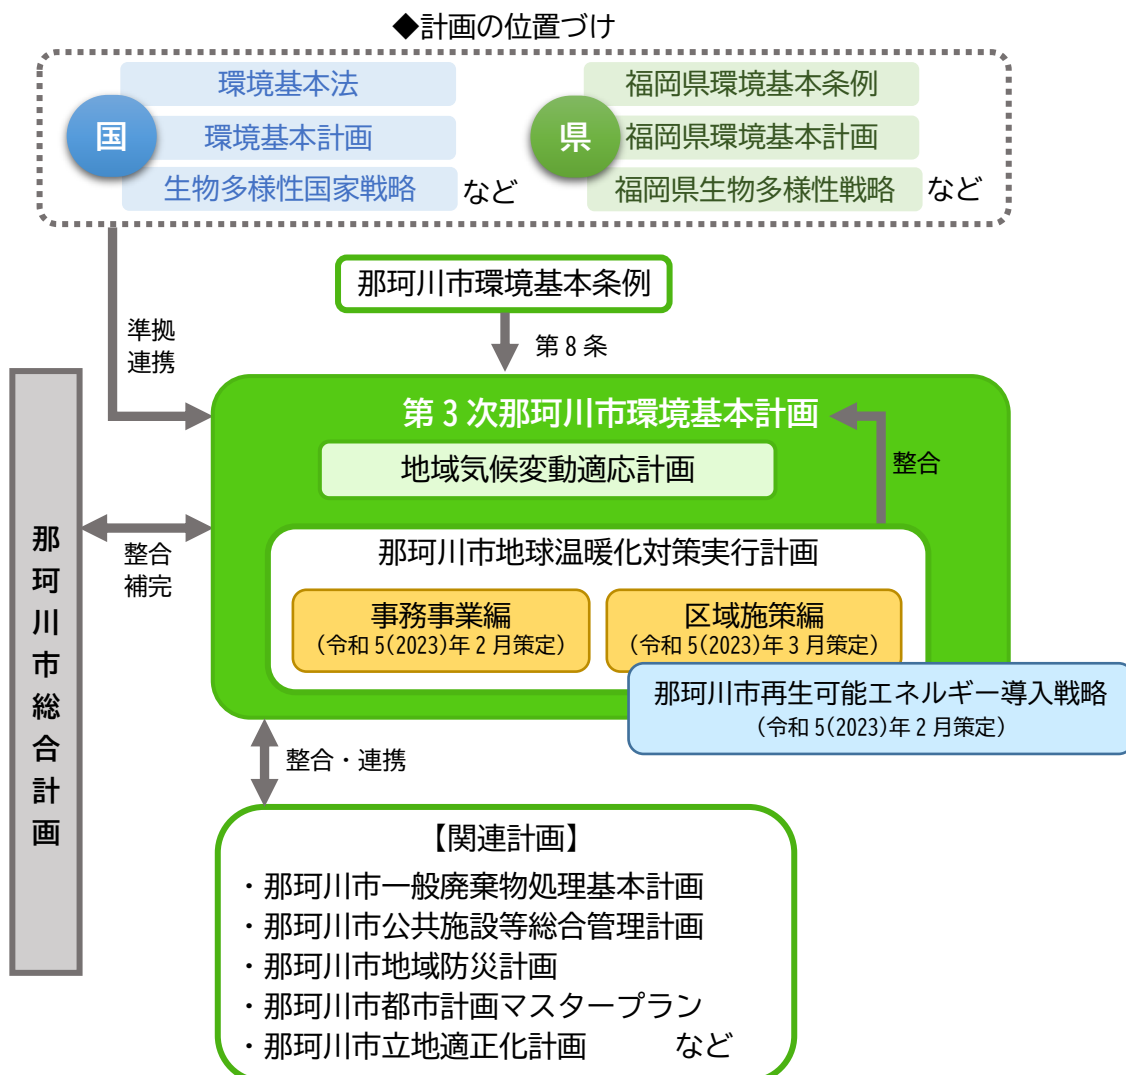 ◆計画の位置づけ
国
環境基本法
環境基本計画
生物多様性国家戦略 など
県
福岡県環境基本条例
福岡県環境基本計画
福岡県生物多様性戦略 など
那珂川市環境基本条例
準拠
連携
第8条
第3次那珂川市環境基本計画
地域気候変動適応計画
整合
那珂川市総合計画
整合
補完
那珂川市地球温暖化対策実行計画
事務事業編
(令和5(2023)年2月策定)
区域施策編
(令和5(2023)年3月策定)
那珂川市再生可能エネルギー導入戦略
(令和5(2023)年2月策定)
整合・連携
【関連計画】
・那珂川市一般廃棄物処理基本計画
・那珂川市公共施設等総合管理計画
・那珂川市地域防災計画
・那珂川市都市計画マスタープラン
・那珂川市立地適正化計画 など